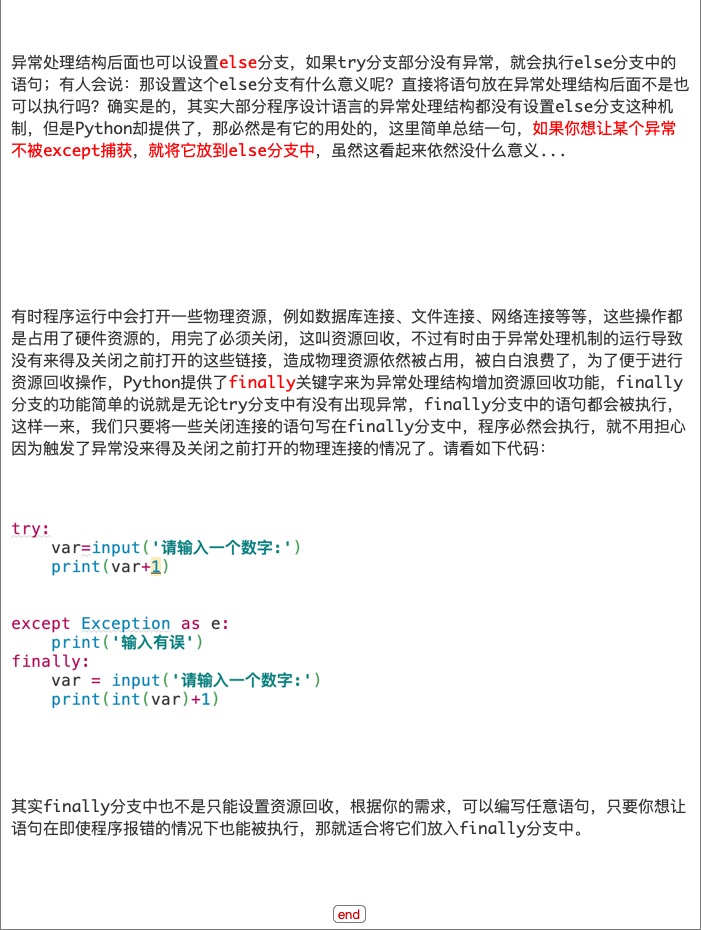 异常处理结构后面也可以设置else分支，如果try分支部分没有异常，就会执行else分支中的
语句；有人会说：那设置这个else分支有什么意义呢？直接将语句放在异常处理结构后面不是也
可以执行吗？确实是的，其实大部分程序设计语言的异常处理结构都没有设置else分支这种机
制，但是Python却提供了，那必然是有它的用处的，这里简单总结一句，如果你想让某个异常
不被except捕获，就将它放到else分支中，虽然这看起来依然没什么意义...
有时程序运行中会打开一些物理资源，例如数据库连接、文件连接、网络连接等等，这些操作都
是占用了硬件资源的，用完了必须关闭，这叫资源回收，不过有时由于异常处理机制的运行导致
没有来得及关闭之前打开的这些链接，造成物理资源依然被占用，被白白浪费了，为了便于进行
资源回收操作，Python提供了finally关键字来为异常处理结构增加资源回收功能，finally
分支的功能简单的说就是无论try分支中有没有出现异常，finally分支中的语句都会被执行，
这样一来，我们只要将一些关闭连接的语句写在finally分支中，程序必然会执行，就不用担心
因为触发了异常没来得及关闭之前打开的物理连接的情况了。请看如下代码：
try:
    var=input('请输入一个数字:')
    print(var+1)
except Exception as e:
    print('输入有误')
finally:
    var = input('请输入一个数字:')
    print(int(var)+1)
其实finally分支中也不是只能设置资源回收，根据你的需求，可以编写任意语句，只要你想让
语句在即使程序报错的情况下也能被执行，那就适合将它们放入finally分支中。
end